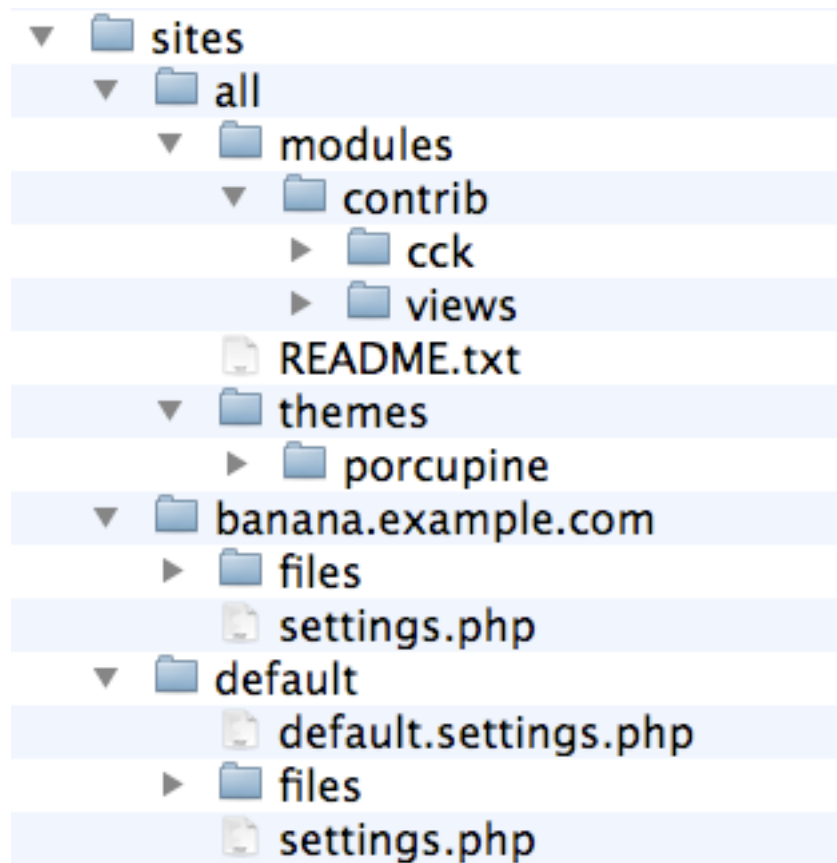 sites
all
modules
contrib
cck
views
README.txt
themes
porcupine
banana.example.com
files
settings.php
default
default.settings.php
files
settings.php